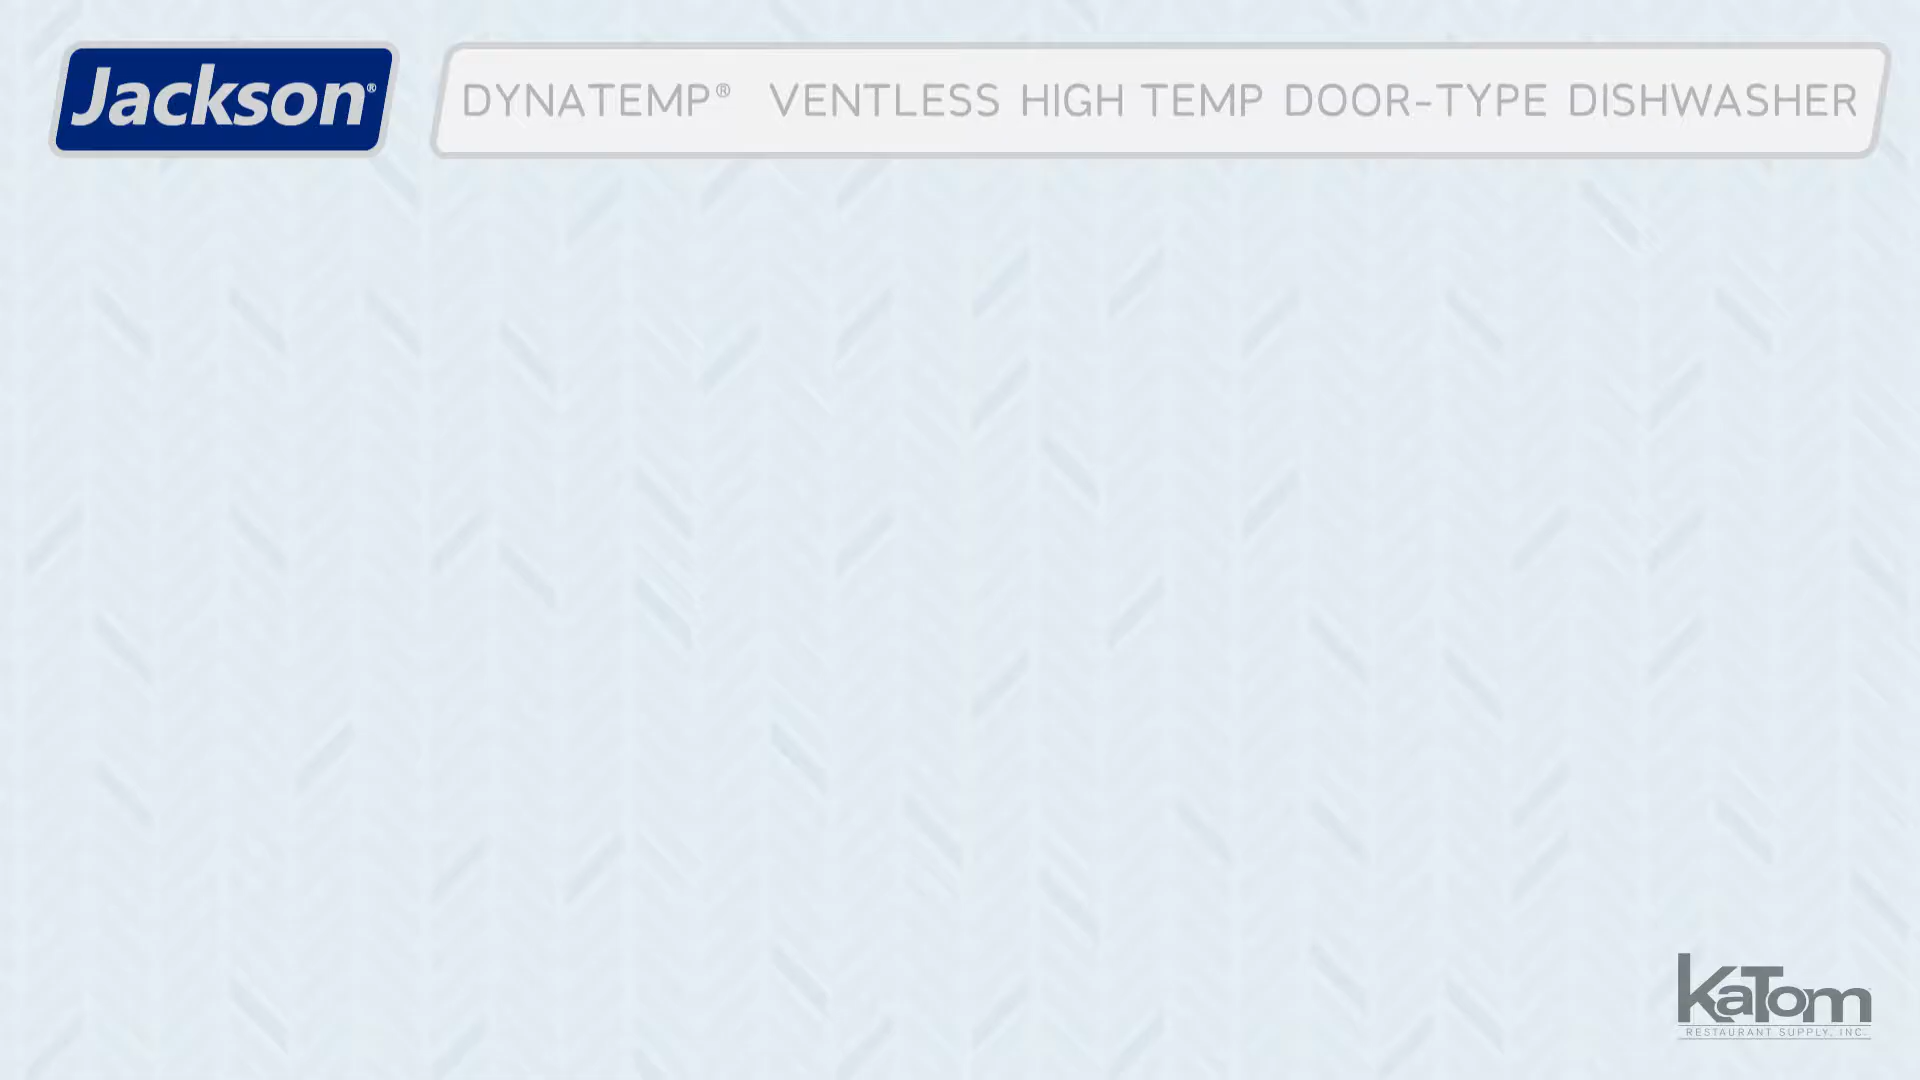 Jackson®
DYNATEMP® VENTLESS HIGH TEMP DOOR-TYPE DISHWASHER
KaTom
RESTAURANT SUPPLY, INC.